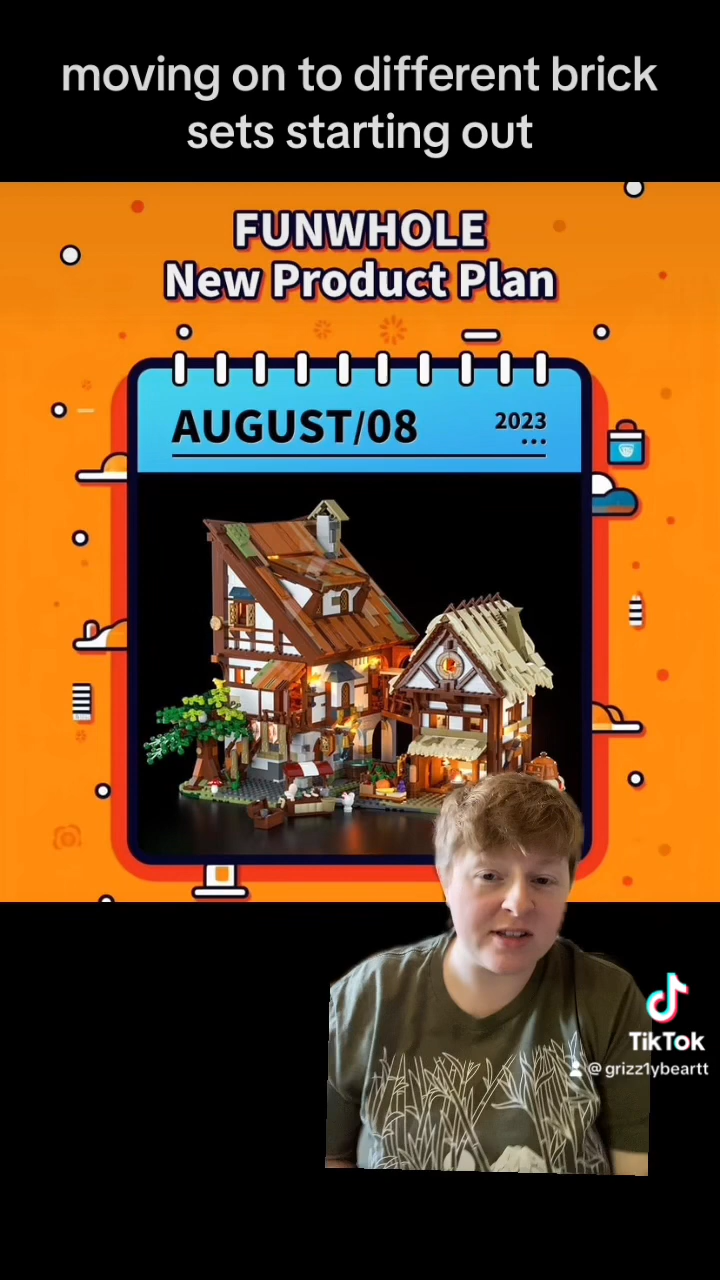 moving on to different brick
sets starting out
FUNWHOLE
New Product Plan
AUGUST/08
2023
TikTok
@grizz1ybeartt